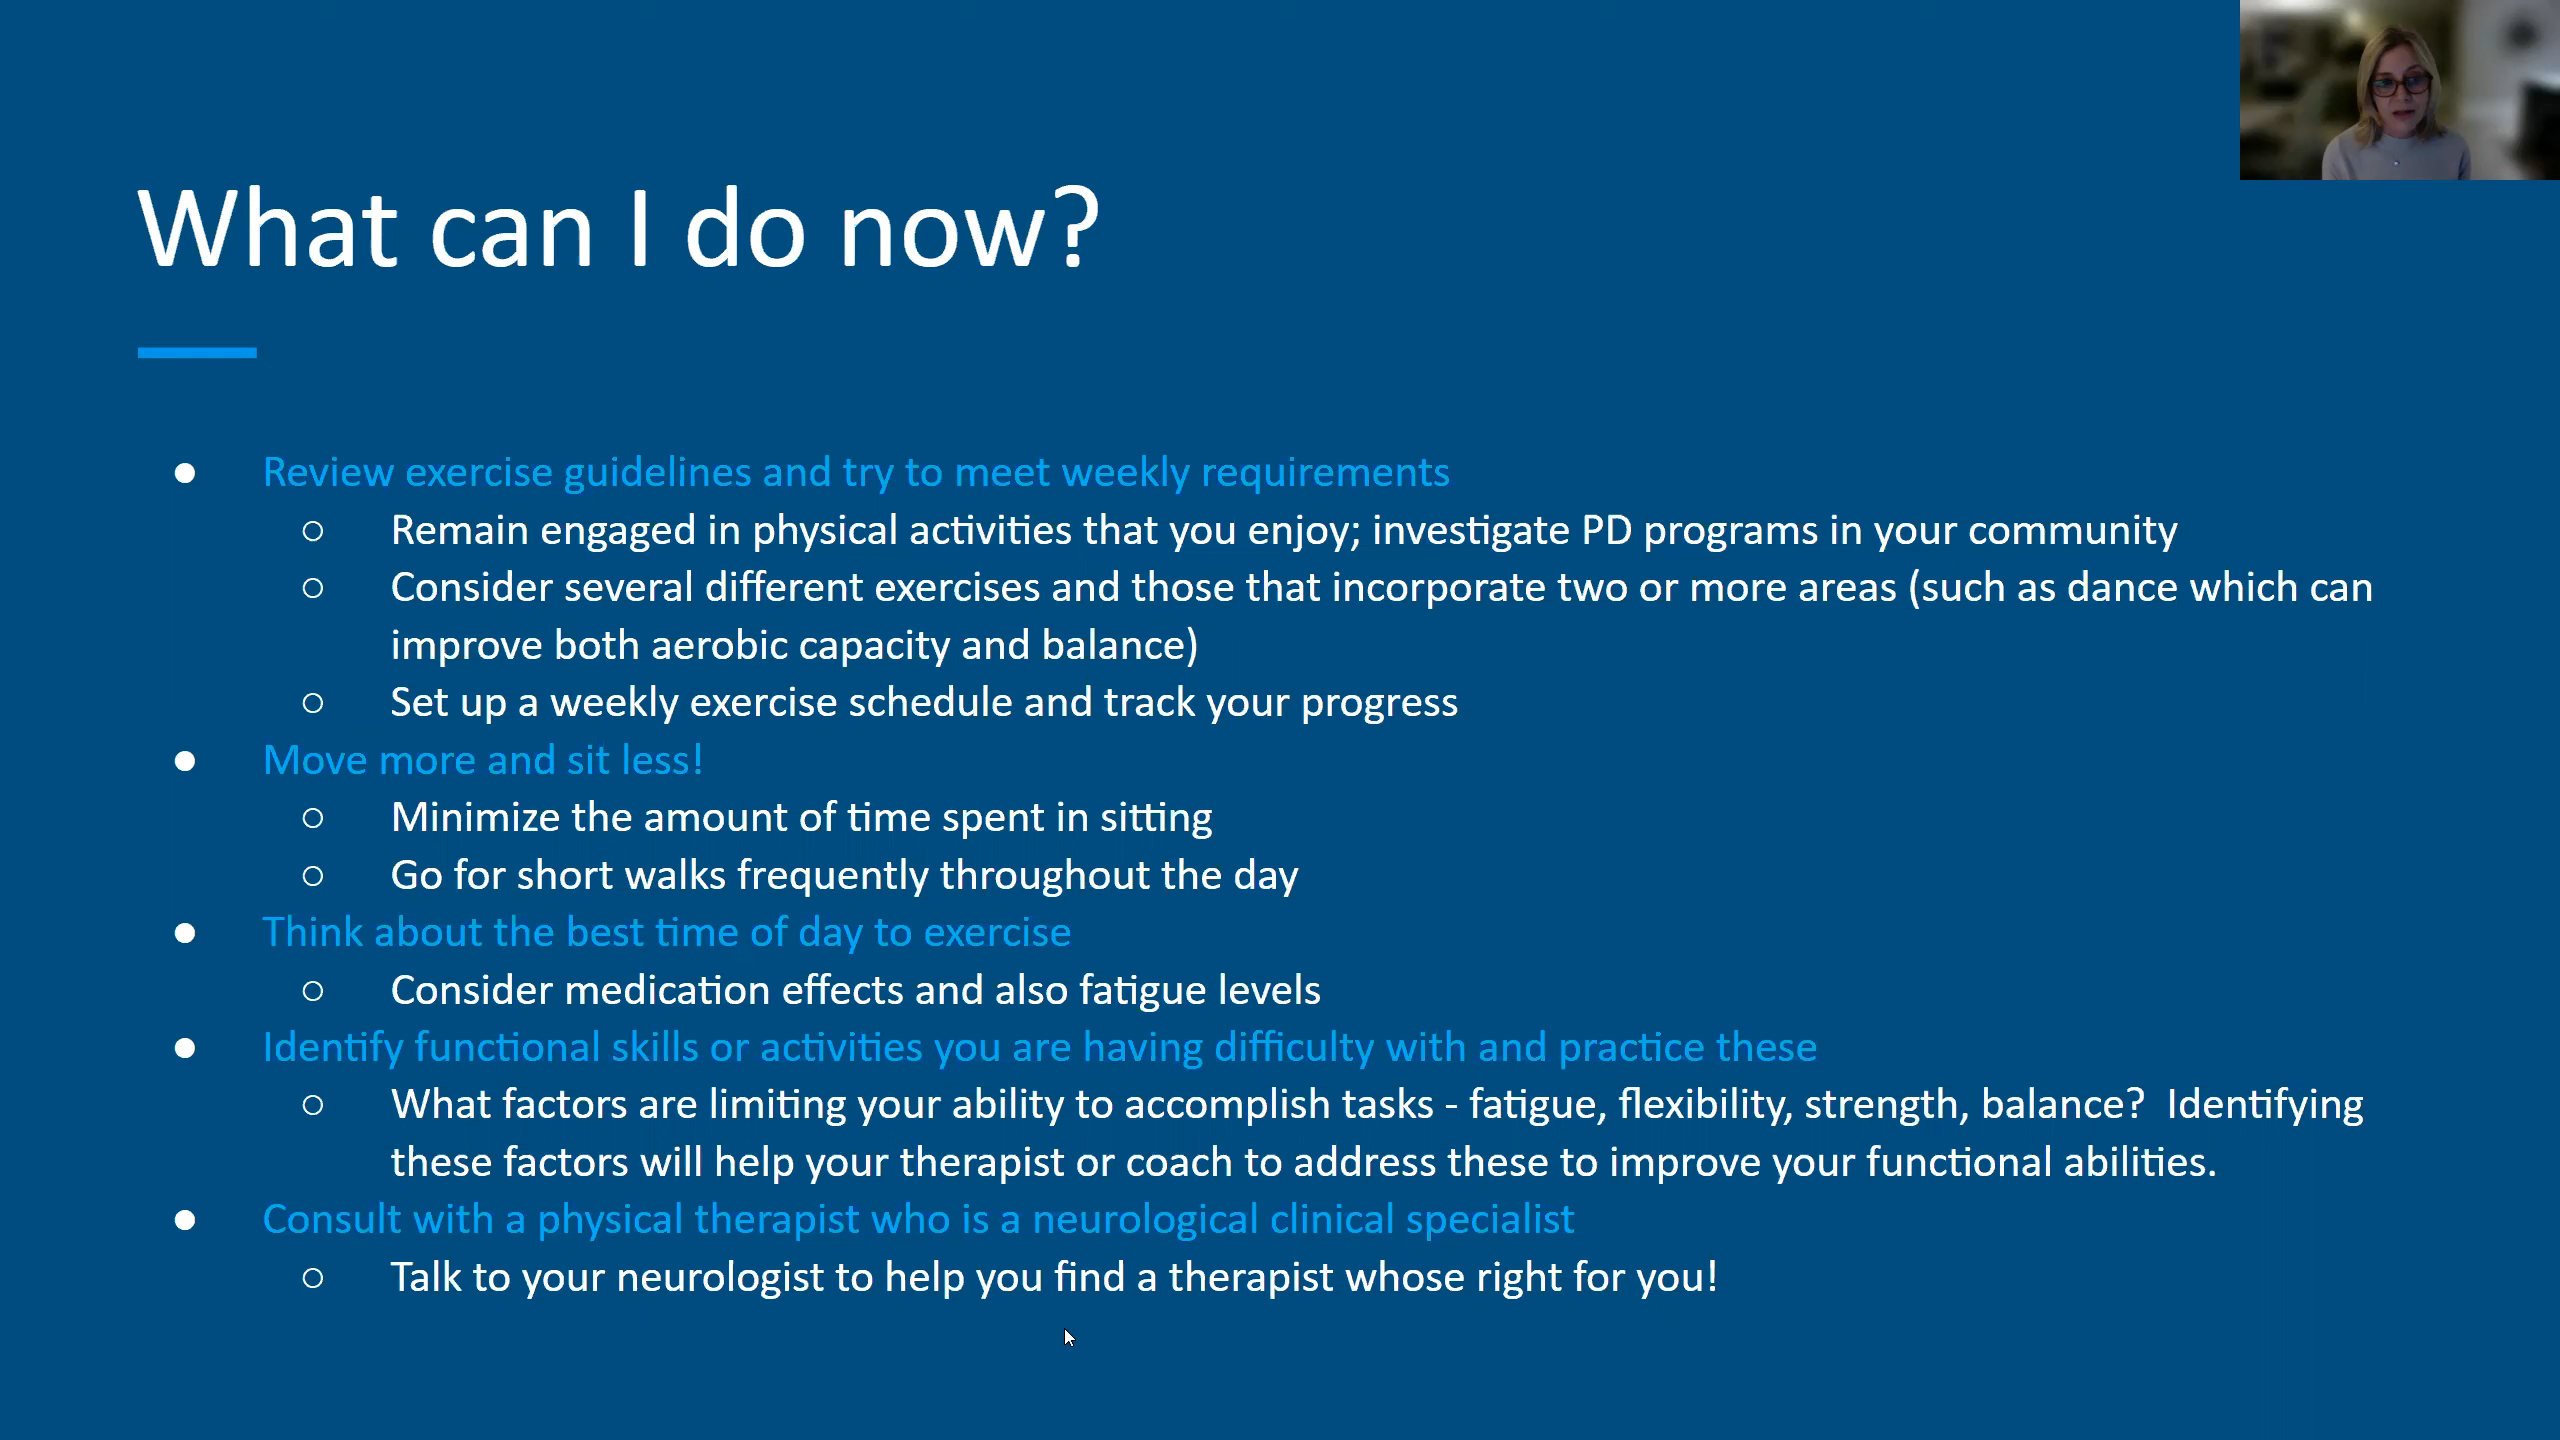 What can I do now?
● Review exercise guidelines and try to meet weekly requirements
○ Remain engaged in physical activities that you enjoy; investigate PD programs in your community
○ Consider several different exercises and those that incorporate two or more areas (such as dance which can
improve both aerobic capacity and balance)
○ Set up a weekly exercise schedule and track your progress
● Move more and sit less!
○ Minimize the amount of time spent in sitting
○ Go for short walks frequently throughout the day
● Think about the best time of day to exercise
○ Consider medication effects and also fatigue levels
● Identify functional skills or activities you are having difficulty with and practice these
○ What factors are limiting your ability to accomplish tasks - fatigue, flexibility, strength, balance?  Identifying
these factors will help your therapist or coach to address these to improve your functional abilities.
● Consult with a physical therapist who is a neurological clinical specialist
○ Talk to your neurologist to help you find a therapist whose right for you!